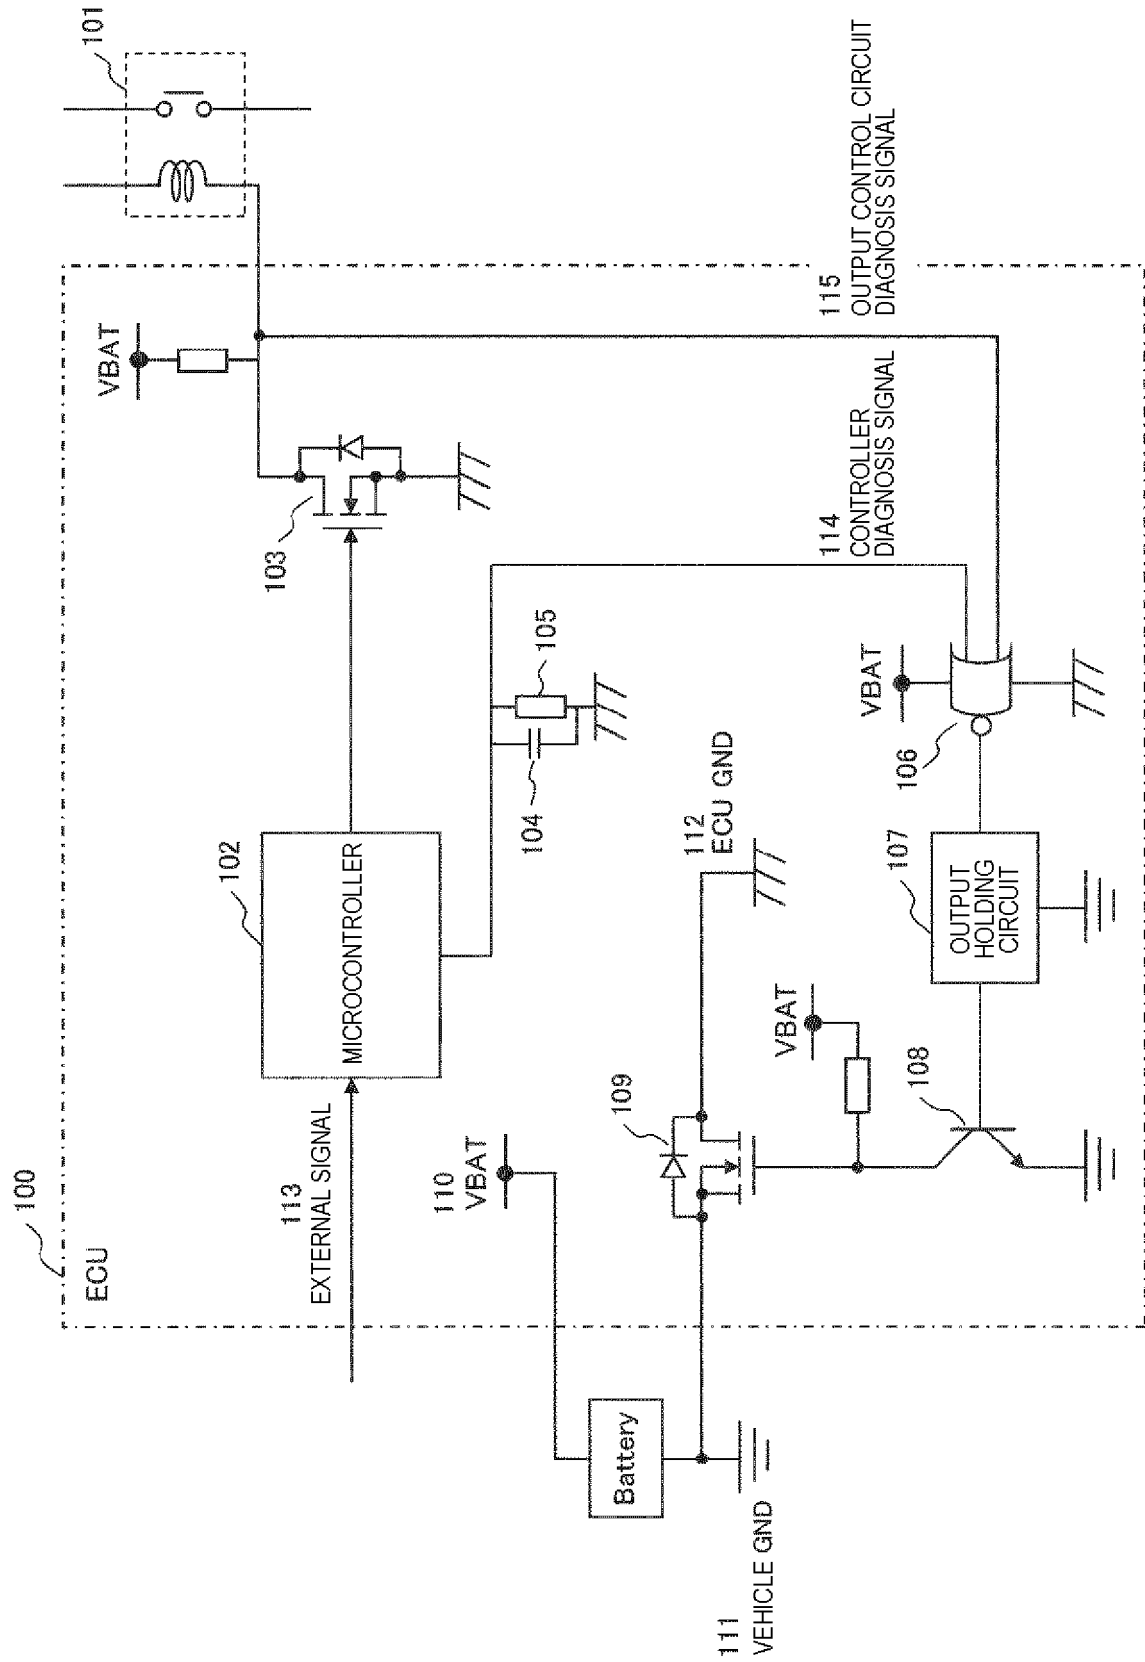 100
ECU
101
VBAT
103
102
MICROCONTROLLER
113
EXTERNAL SIGNAL
104
105
115
OUTPUT CONTROL CIRCUIT
DIAGNOSIS SIGNAL
114
CONTROLLER
DIAGNOSIS SIGNAL
110
VBAT
109
112
ECU GND
VBAT
106
107
OUTPUT
HOLDING
CIRCUIT
VBAT
108
Battery
111
VEHICLE GND